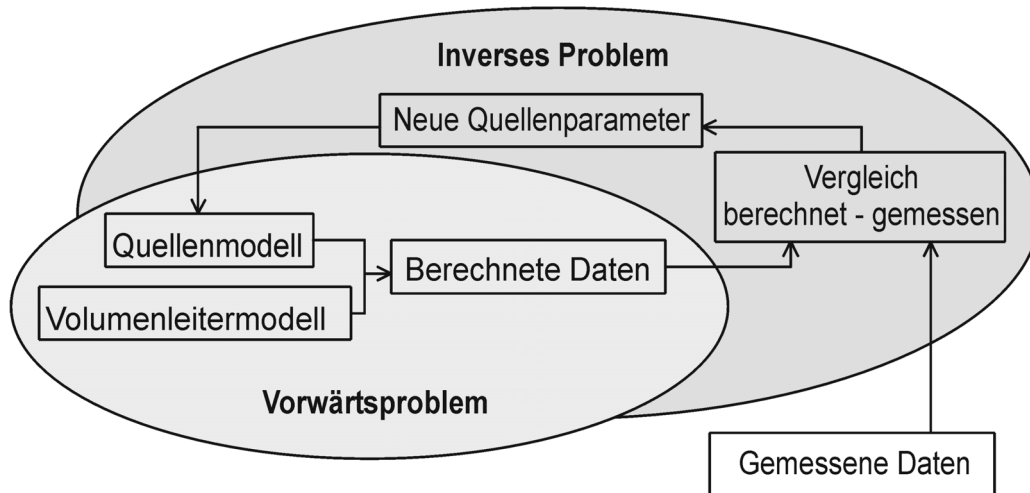 Inverses Problem
Neue Quellenparameter
Vergleich
berechnet - gemessen
Quellenmodell
Berechnete Daten
Volumenleitermodell
Vorwärtsproblem
Gemessene Daten